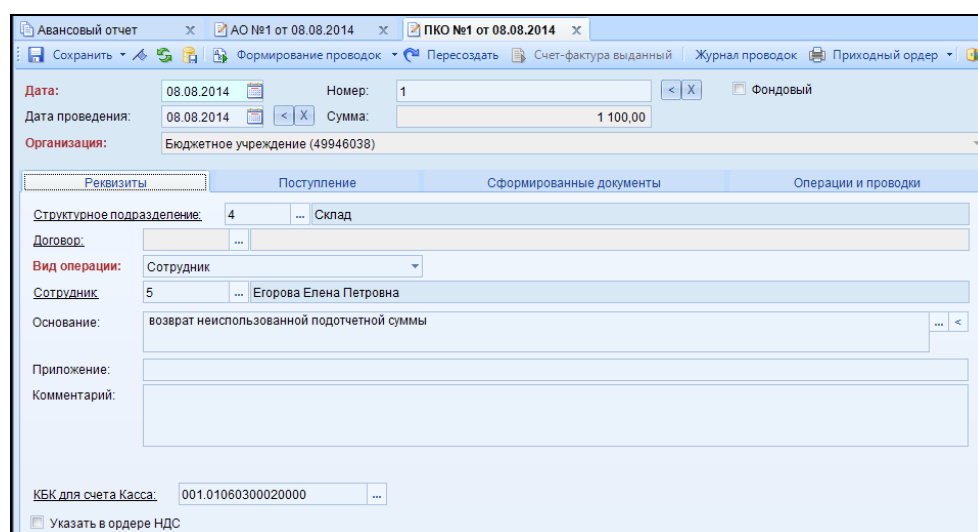 Авансовый отчет x АО №1 от 08.08.2014 x ПКО №1 от 08.08.2014 x
Сохранить Формирование проводок Пересоздать Счет-фактура выданный Журнал проводок Приходный ордер
Дата: 08.08.2014 Номер: 1 < X Фондовый
Дата проведения: 08.08.2014 < X Сумма: 1 100,00
Организация: Бюджетное учреждение (49946038)
Реквизиты Поступление Сформированные документы Операции и проводки
Структурное подразделение: 4 ... Склад
Договор: ...
Вид операции: Сотрудник
Сотрудник 5 ... Егорова Елена Петровна
Основание: возврат неиспользованной подотчетной суммы ... <
Приложение:
Комментарий:
КБК для счета Касса: 001.01060300020000 ...
Указать в ордере НДС